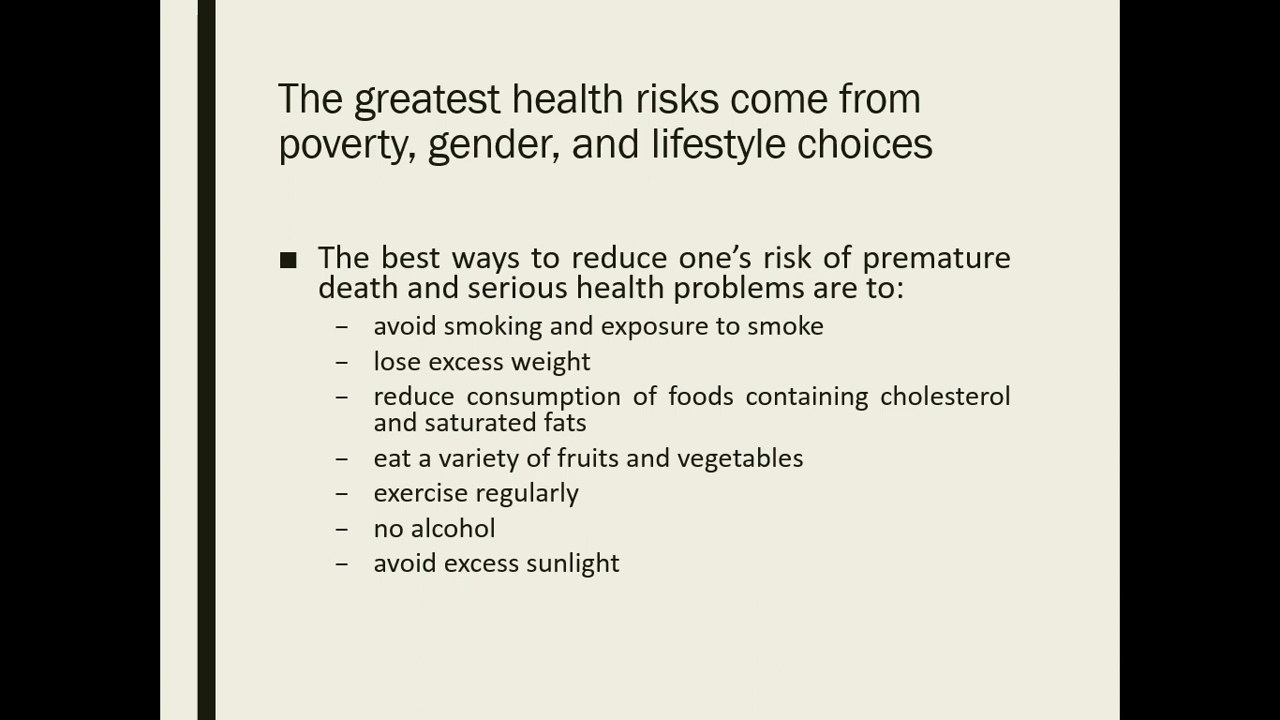 The greatest health risks come from
poverty, gender, and lifestyle choices
■ The best ways to reduce one’s risk of premature
death and serious health problems are to:
– avoid smoking and exposure to smoke
– lose excess weight
– reduce consumption of foods containing cholesterol
and saturated fats
– eat a variety of fruits and vegetables
– exercise regularly
– no alcohol
– avoid excess sunlight